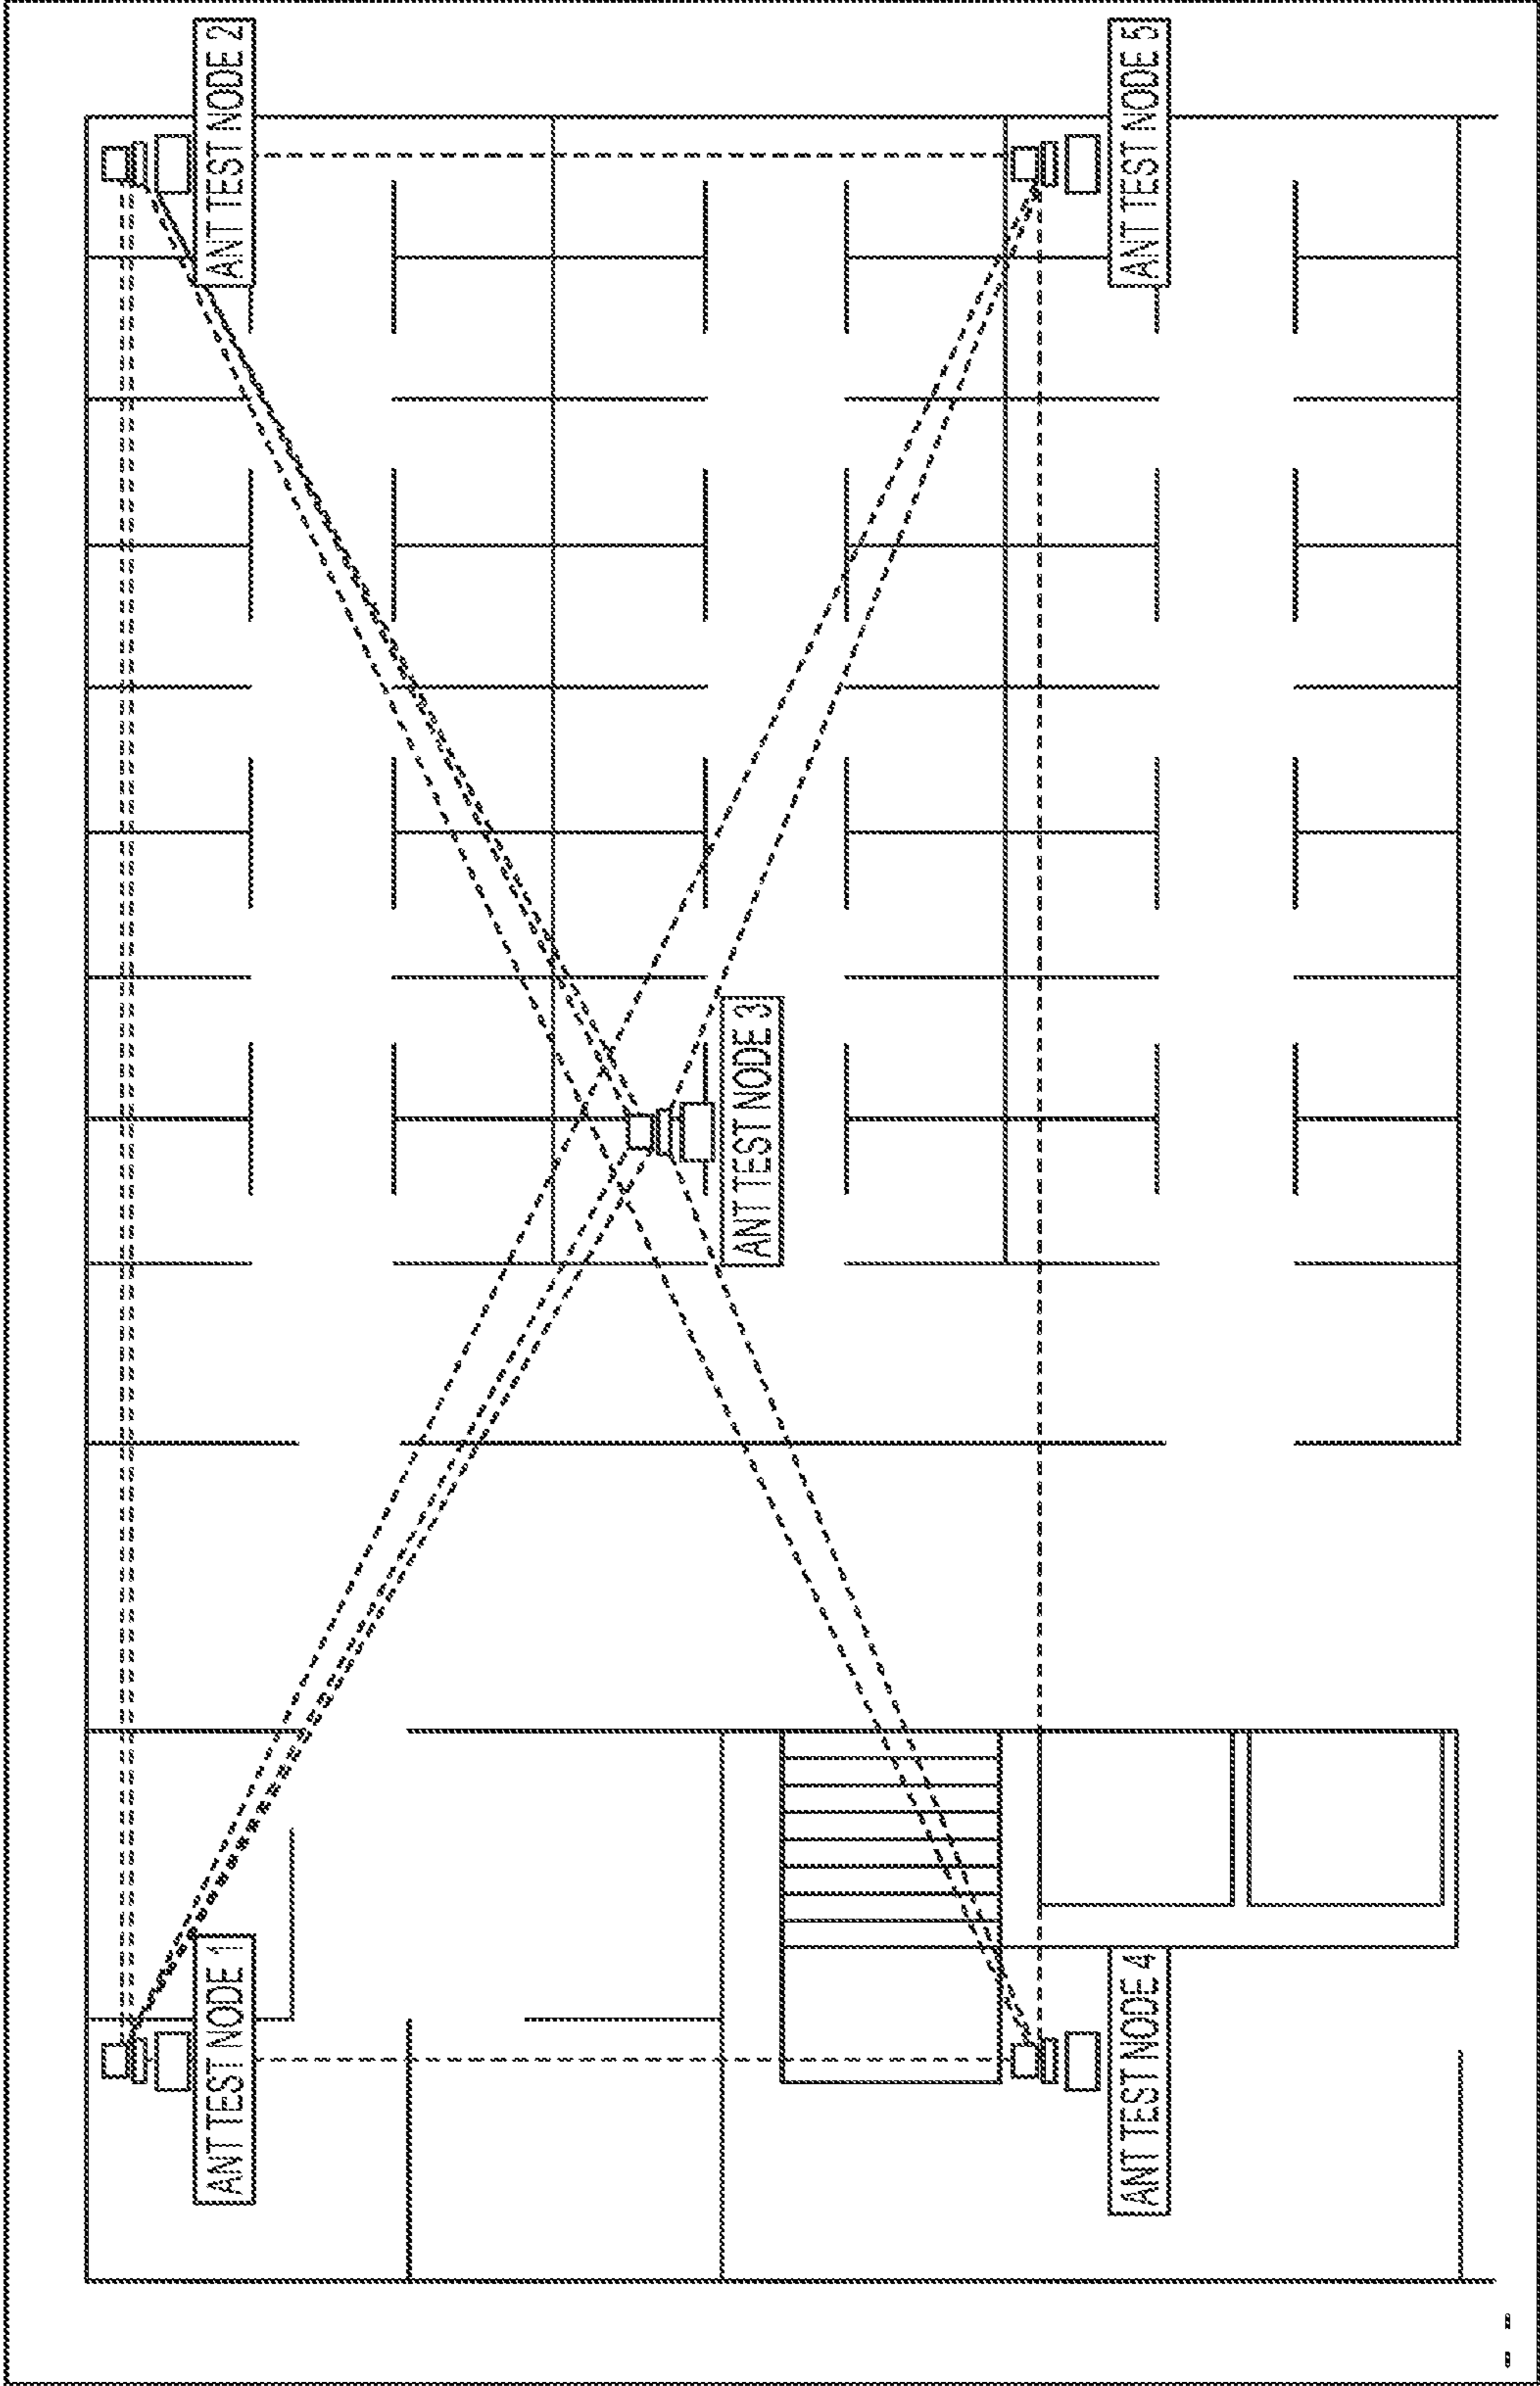 ANT TEST NODE 1
ANT TEST NODE 2
ANT TEST NODE 3
ANT TEST NODE 4
ANT TEST NODE 5